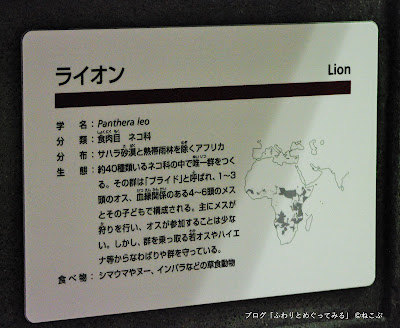 ライオン
Lion
学 名：Panthera leo
分 類：食肉目 ネコ科
分 布：サハラ砂漠と熱帯雨林を除くアフリカ
生 態：約40種類いるネコ科の中で唯一群をつく
る。その群は「プライド」と呼ばれ、1～3
頭のオス、血縁関係のある4～6頭のメス
とその子どもで構成される。主にメスが
狩りを行い、オスが参加することは少な
い。しかし、群を乗っ取る若オスやハイエ
ナ等からなわばりや群を守っている。
食べ物：シマウマやヌー、インパラなどの草食動物
ブログ「ふわりとめぐってみる」 ©ねこぷ